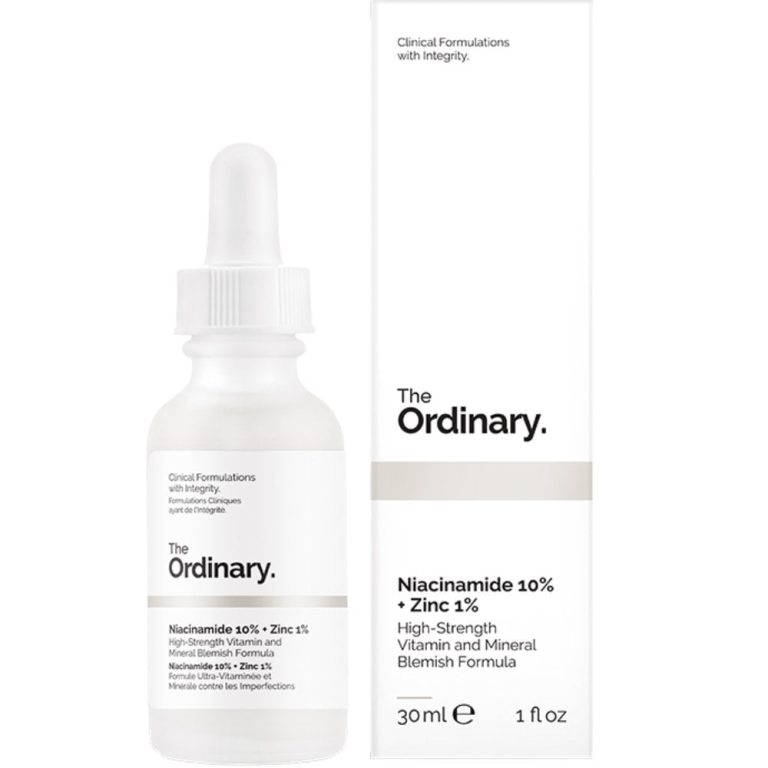 Clinical Formulations
with Integrity.
The
Ordinary.
Niacinamide 10%
+ Zinc 1%
High-Strength
Vitamin and Mineral
Blemish Formula
30 ml ℮ 1 fl oz
Clinical Formulations
with Integrity.
Formulations Cliniques
ayant de l'intégrité.
The
Ordinary.
Niacinamide 10% + Zinc 1%
High-Strength Vitamin and
Mineral Blemish Formula
Niacinamide 10% + Zinc 1%
Formule Ultra-Vitaminée et
Minérale contre les Imperfections